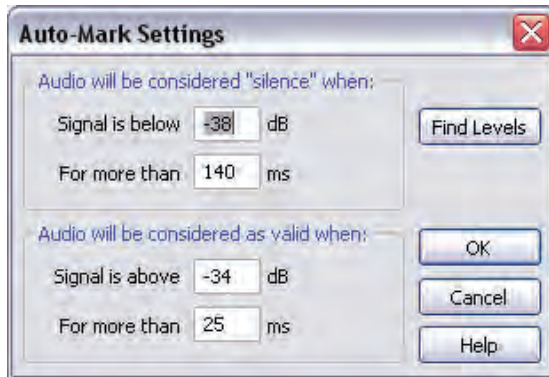 Auto-Mark Settings
Audio will be considered "silence" when:
Signal is below -38 dB
Find Levels
For more than 140 ms
Audio will be considered as valid when:
OK
Signal is above -34 dB
Cancel
For more than 25 ms
Help